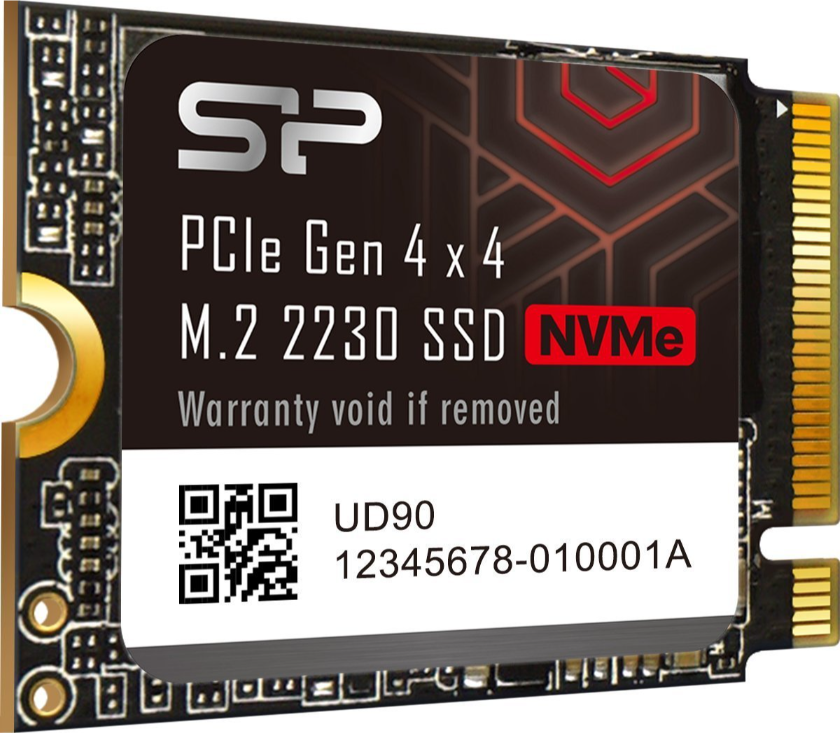 SP
PCIe Gen 4 x 4
M.2 2230 SSD NVMe
Warranty void if removed
UD90
12345678-010001A